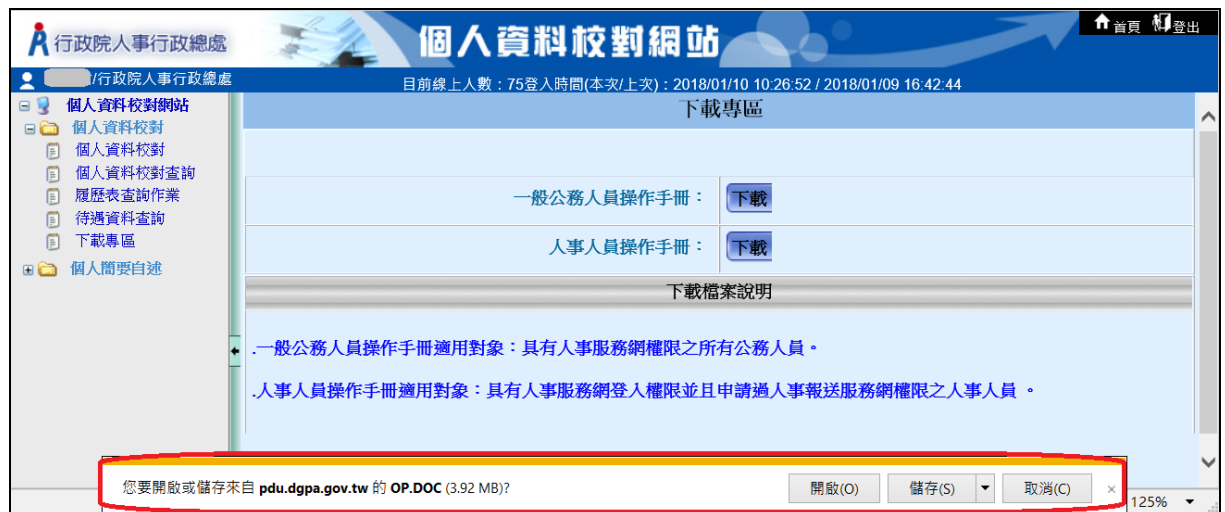 行政院人事行政總處
個人資料校對網站
首頁 登出
/行政院人事行政總處
目前線上人數：75登入時間(本次/上次)：2018/01/10 10:26:52 / 2018/01/09 16:42:44
個人資料校對網站
個人資料校對
個人資料校對
個人資料校對查詢
履歷表查詢作業
待遇資料查詢
下載專區
個人簡要自述
下載專區
一般公務人員操作手冊： 下載
人事人員操作手冊： 下載
下載檔案說明
.一般公務人員操作手冊適用對象：具有人事服務網權限之所有公務人員。
.人事人員操作手冊適用對象：具有人事服務網登入權限並且申請過人事報送服務網權限之人事人員 。
您要開啟或儲存來自 pdu.dgpa.gov.tw 的 OP.DOC (3.92 MB)?
開啟(O) 儲存(S) 取消(C) ×
125%